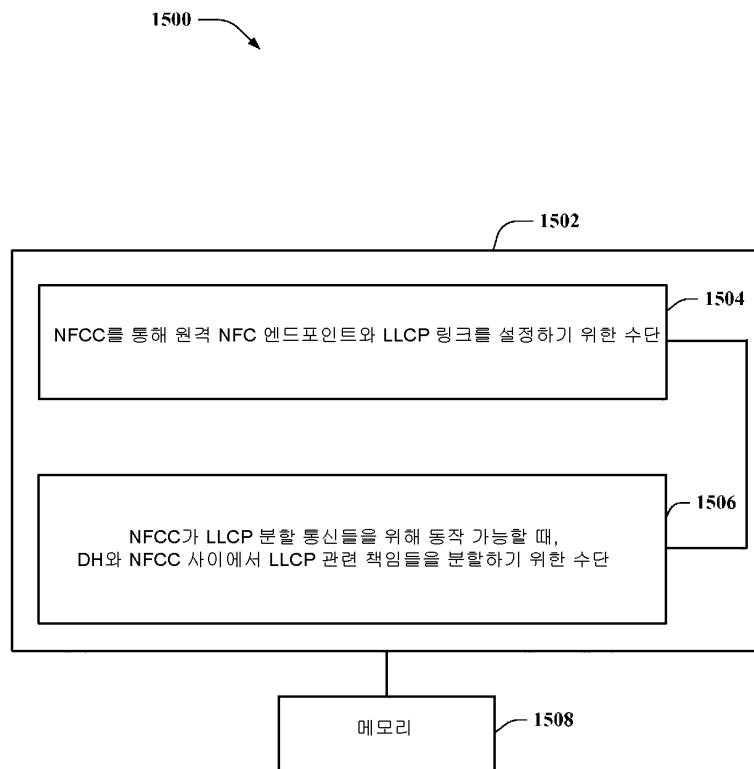 1500
1502
1504
NFCC를 통해 원격 NFC 엔드포인트와 LLCP 링크를 설정하기 위한 수단
1506
NFCC가 LLCP 분할 통신들을 위해 동작 가능할 때,
DH와 NFCC 사이에서 LLCP 관련 책임들을 분할하기 위한 수단
메모리
1508